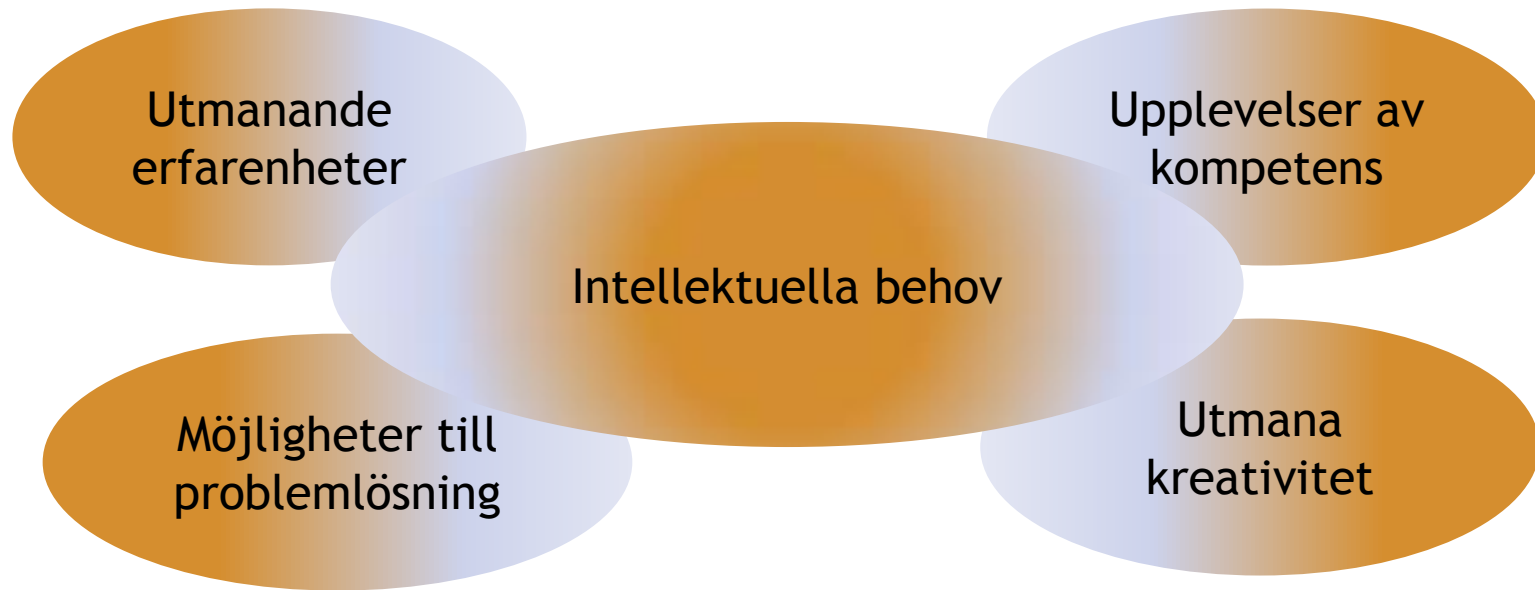 Utmanande
erfarenheter
Upplevelser av
kompetens
Intellektuella behov
Möjligheter till
problemlösning
Utmana
kreativitet